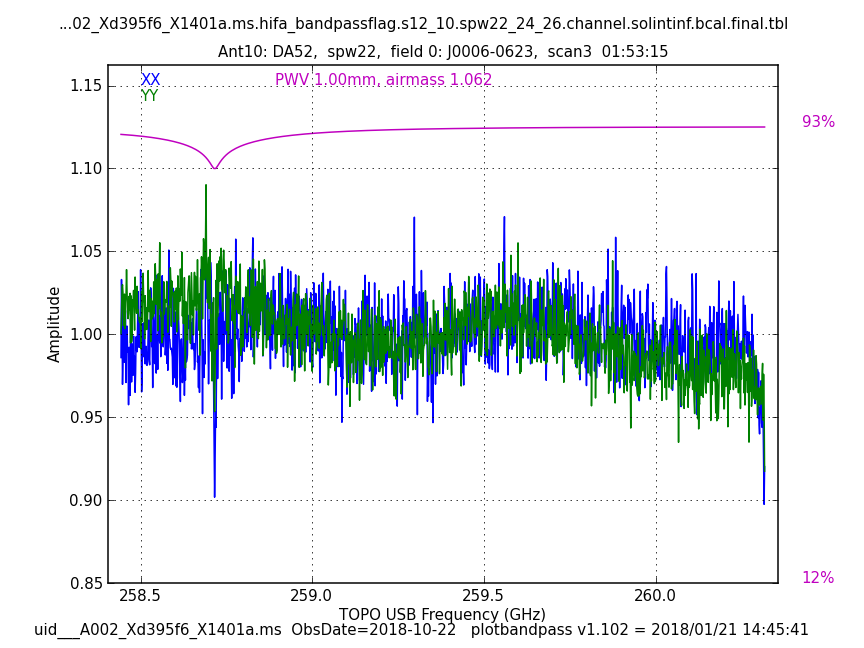 ...02_Xd395f6_X1401a.ms.hifa_bandpassflag.s12_10.spw22_24_26.channel.solintinf.bcal.final.tbl
Ant10: DA52, spw22, field 0: J0006-0623, scan3 01:53:15
XX
YY
PWV 1.00mm, airmass 1.062
93%
12%
1.15
1.10
1.05
1.00
0.95
0.90
0.85
Amplitude
258.5 259.0 259.5 260.0
TOPO USB Frequency (GHz)
uid___A002_Xd395f6_X1401a.ms ObsDate=2018-10-22 plotbandpass v1.102 = 2018/01/21 14:45:41